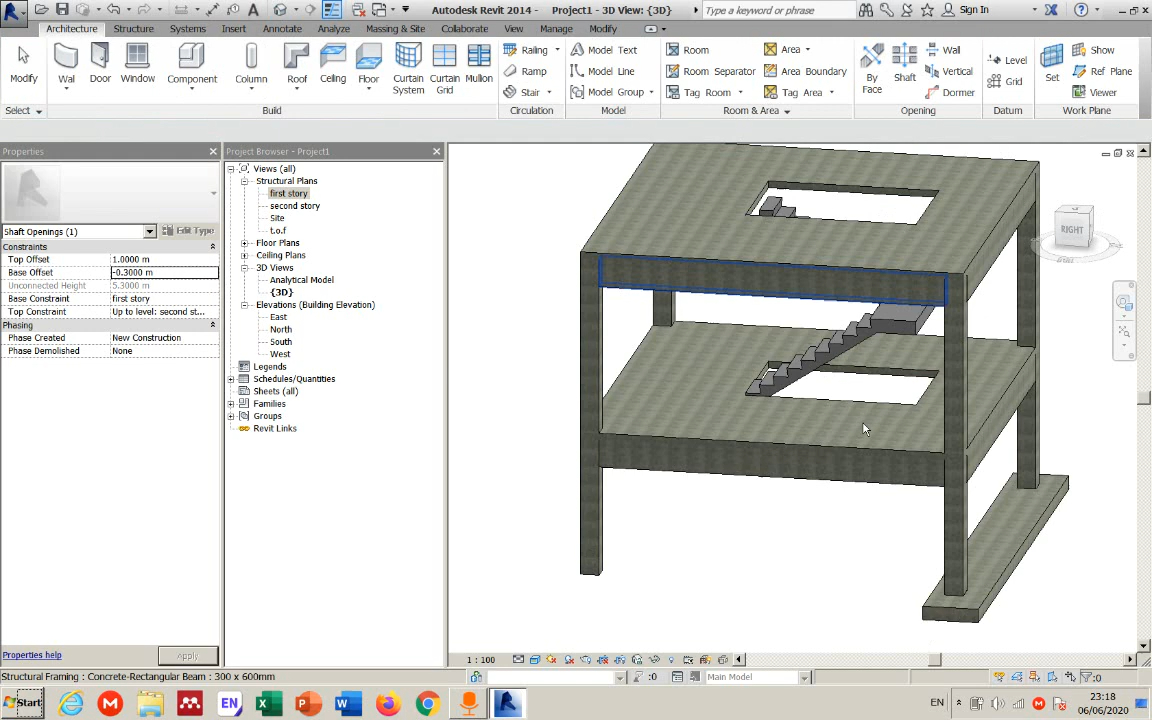 Autodesk Revit 2014 - Project1 - 3D View: {3D}
Type a keyword or phrase
Sign In
Architecture Structure Systems Insert Annotate Analyze Massing & Site Collaborate View Manage Modify
Modify
Wall
Door
Window
Component
Column
Roof
Ceiling
Floor
Curtain System
Curtain Grid
Mullion
Railing
Ramp
Stair
Model Text
Model Line
Model Group
Room
Room Separator
Tag Room
Area
Area Boundary
Tag Area
By Face
Shaft
Wall
Vertical
Dormer
Level
Grid
Set
Show
Ref Plane
Viewer
Select
Build
Circulation
Model
Room & Area
Opening
Datum
Work Plane
Properties
Shaft Openings (1)
Edit Type
Constraints
Top Offset 1.0000 m
Base Offset -0.3000 m
Unconnected Height 5.3000 m
Base Constraint first story
Top Constraint Up to level: second st...
Phasing
Phase Created New Construction
Phase Demolished None
Properties help
Apply
Project Browser - Project1
Views (all)
Structural Plans
first story
second story
Site
t.o.f
Floor Plans
Ceiling Plans
3D Views
Analytical Model
{3D}
Elevations (Building Elevation)
East
North
South
West
Legends
Schedules/Quantities
Sheets (all)
Families
Groups
Revit Links
RIGHT
1 : 100
Structural Framing : Concrete-Rectangular Beam : 300 x 600mm
:0
Main Model
:0
Start
EN
EN
23:18
06/06/2020